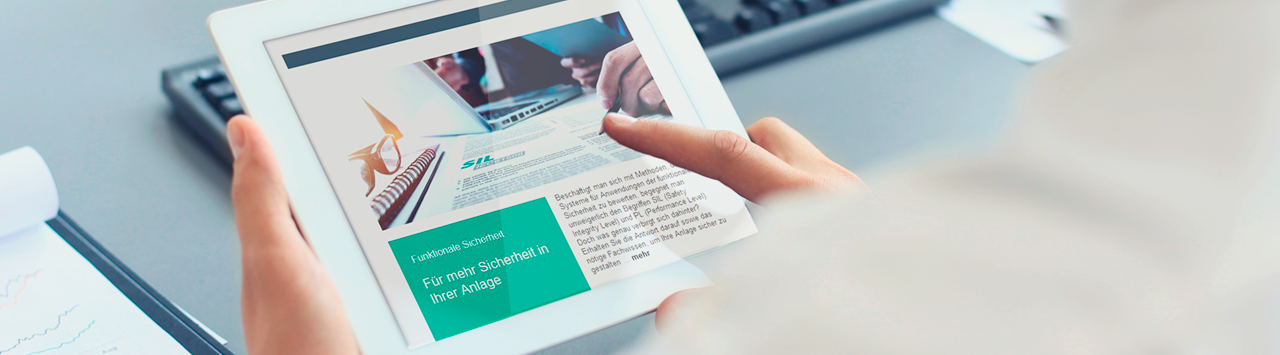 SIL
Funktionale Sicherheit
Für mehr Sicherheit in
Ihrer Anlage
Beschäftigt man sich mit Methoden,
Systeme für Anwendungen der funktionalen
Sicherheit zu bewerten, begegnet man
unweigerlich den Begriffen SIL (Safety
Integrity Level) und PL (Performance Level).
Doch was genau verbirgt sich dahinter?
Erhalten Sie die Antwort darauf sowie das
nötige Fachwissen, um Ihre Anlage sicher zu
gestalten ... mehr